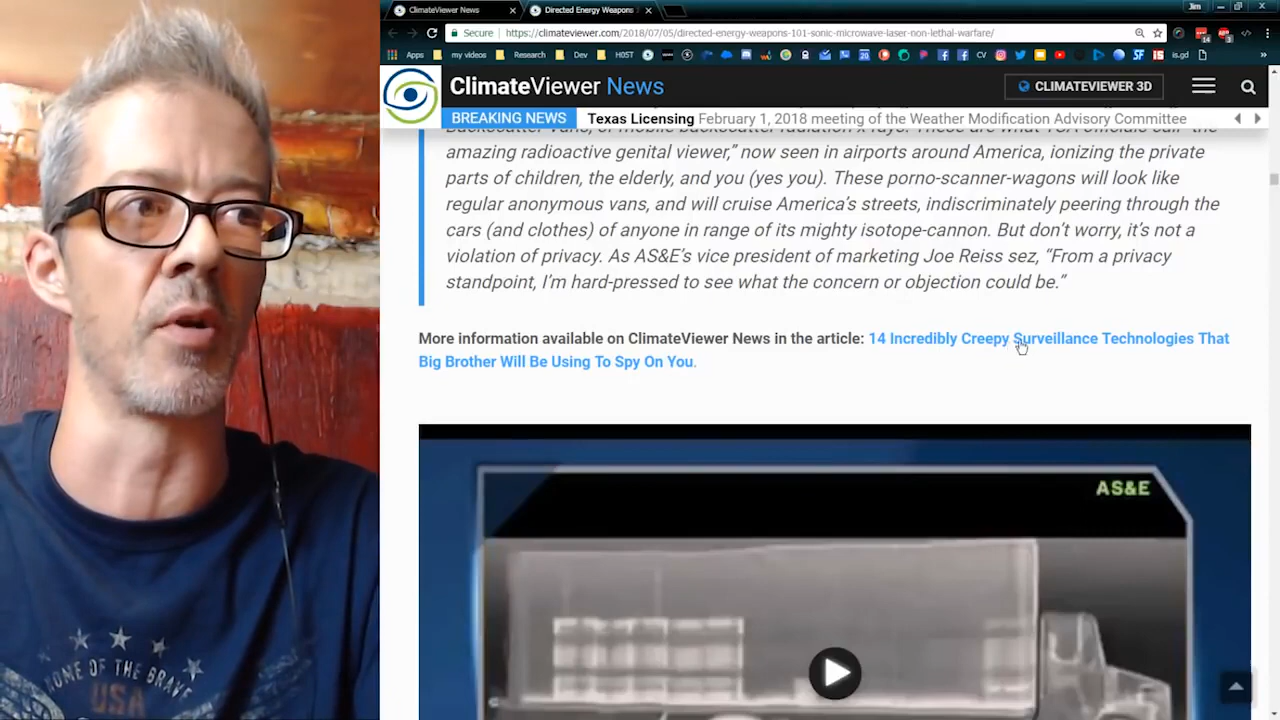 ClimateViewer News
Directed Energy Weapons
Jim
Secure
https://climateviewer.com/2018/07/05/directed-energy-weapons-101-sonic-microwave-laser-non-lethal-warfare/
Apps
my videos
Research
Dev
HOST
CV
is.gd
ClimateViewer News
CLIMATEVIEWER 3D
BREAKING NEWS
Texas Licensing February 1, 2018 meeting of the Weather Modification Advisory Committee
amazing radioactive genital viewer,” now seen in airports around America, ionizing the private
parts of children, the elderly, and you (yes you). These porno-scanner-wagons will look like
regular anonymous vans, and will cruise America’s streets, indiscriminately peering through the
cars (and clothes) of anyone in range of its mighty isotope-cannon. But don’t worry, it’s not a
violation of privacy. As AS&E’s vice president of marketing Joe Reiss sez, “From a privacy
standpoint, I’m hard-pressed to see what the concern or objection could be.”
More information available on ClimateViewer News in the article: 14 Incredibly Creepy Surveillance Technologies That
Big Brother Will Be Using To Spy On You.
AS&E
HOME OF THE BRAVE
USA